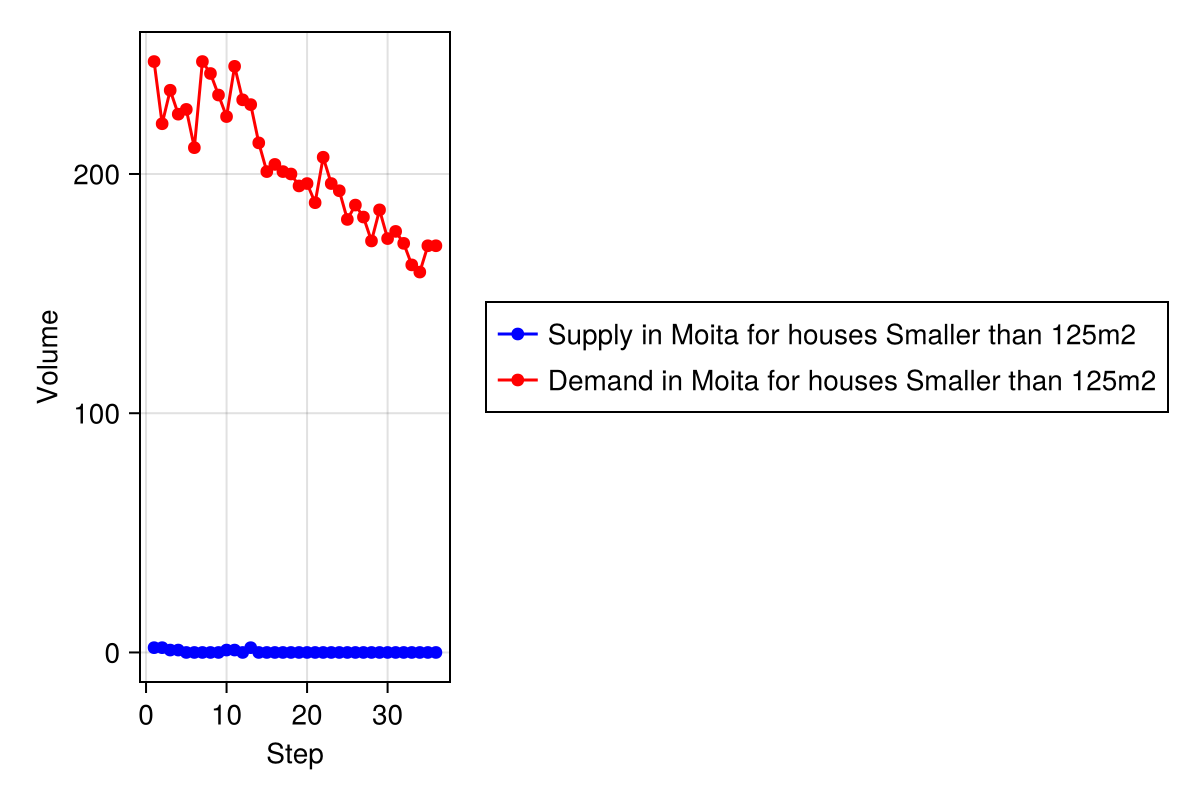 Volume
200
100
0
0 10 20 30
Step
Supply in Moita for houses Smaller than 125m2
Demand in Moita for houses Smaller than 125m2